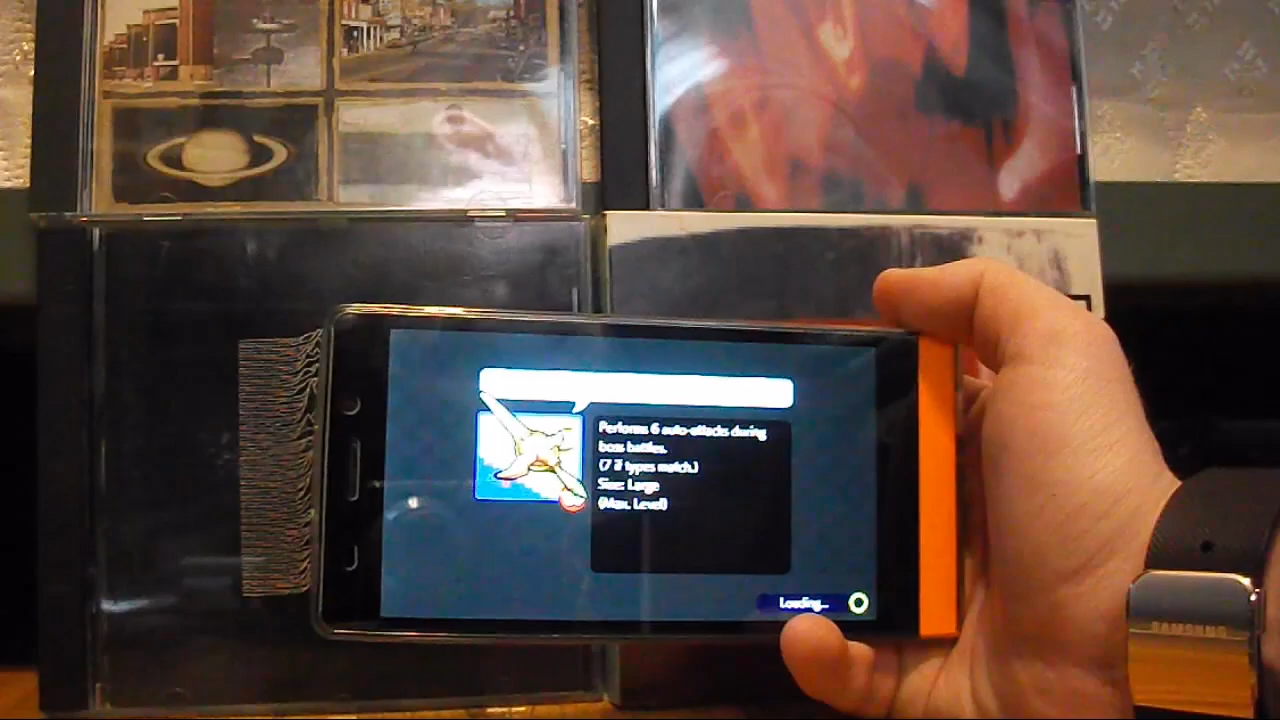 Performs 6 auto-attacks during
boss battles.
(7 if types match.)
Size: Large
(Max. Level)
Loading...
SAMSUNG